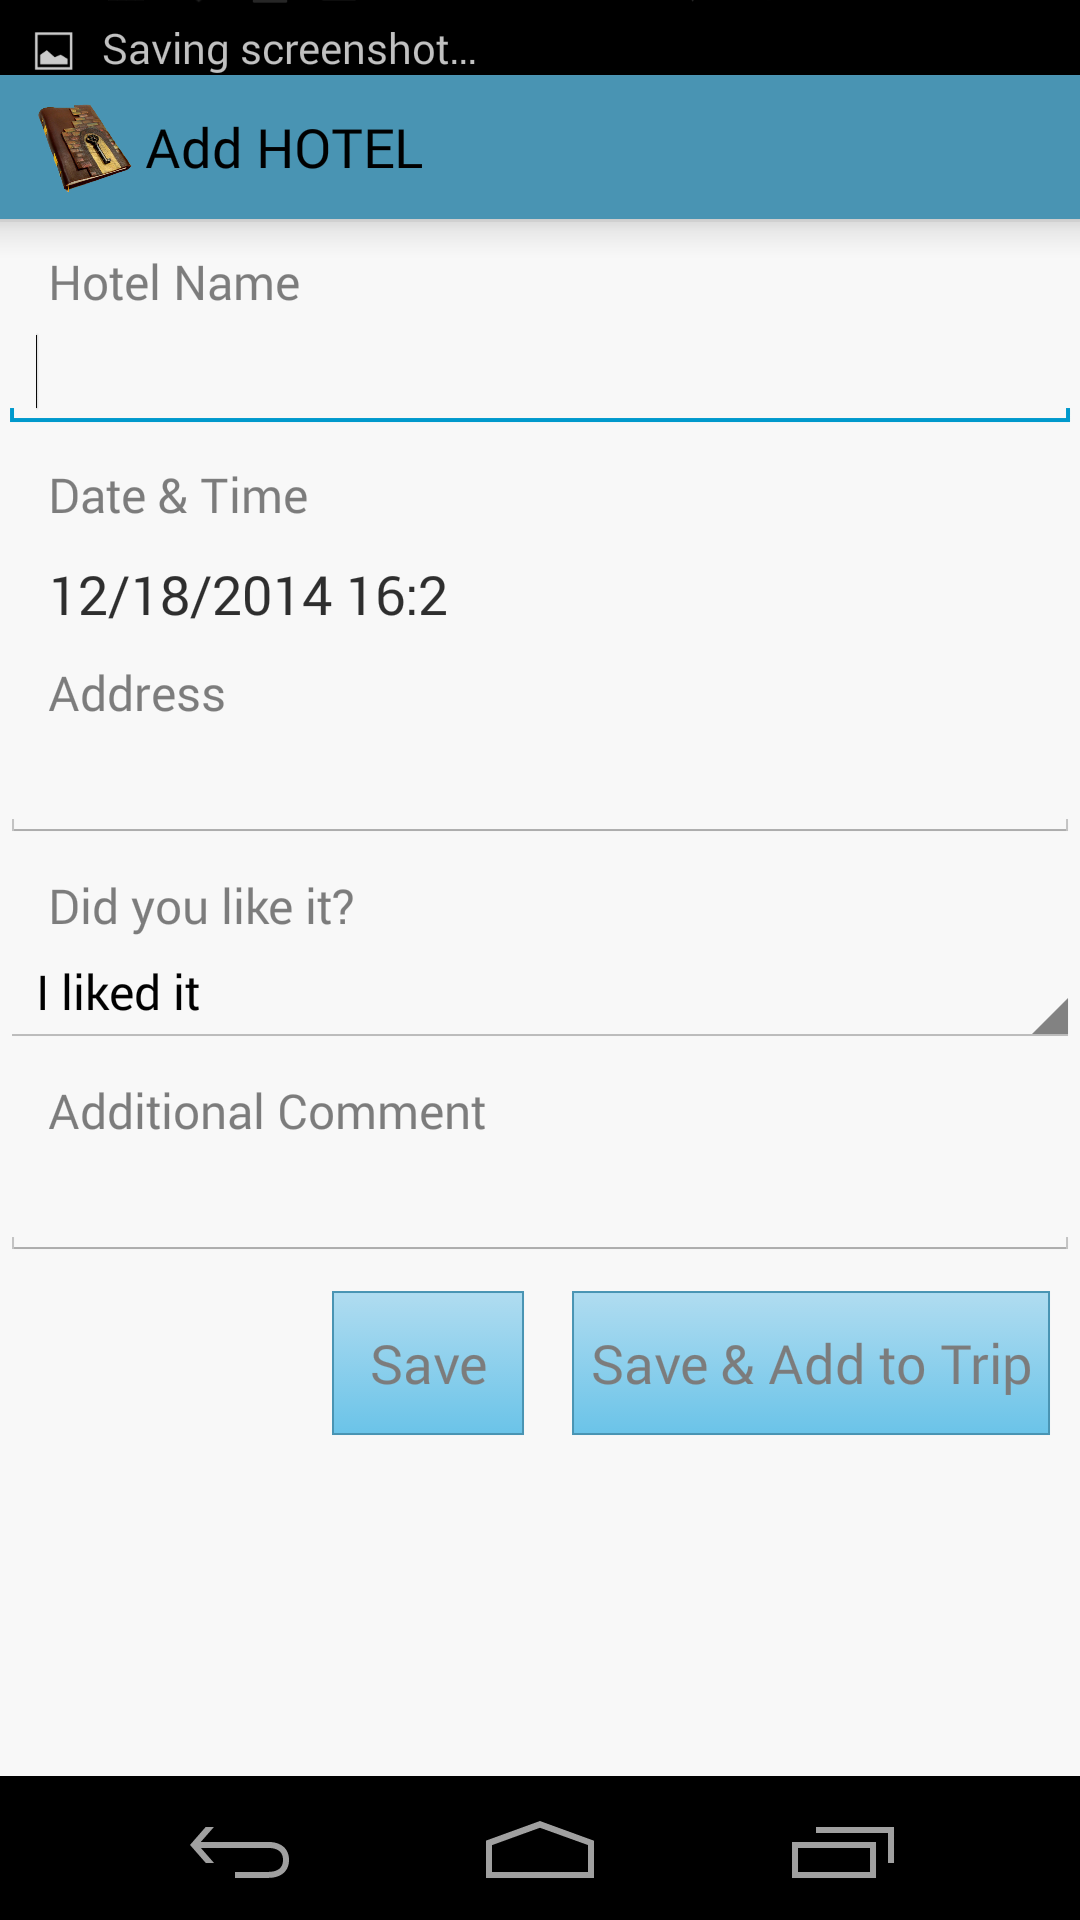 Saving screenshot...
Add HOTEL
Hotel Name
Date & Time
12/18/2014 16:2
Address
Did you like it?
I liked it
Additional Comment
Save
Save & Add to Trip